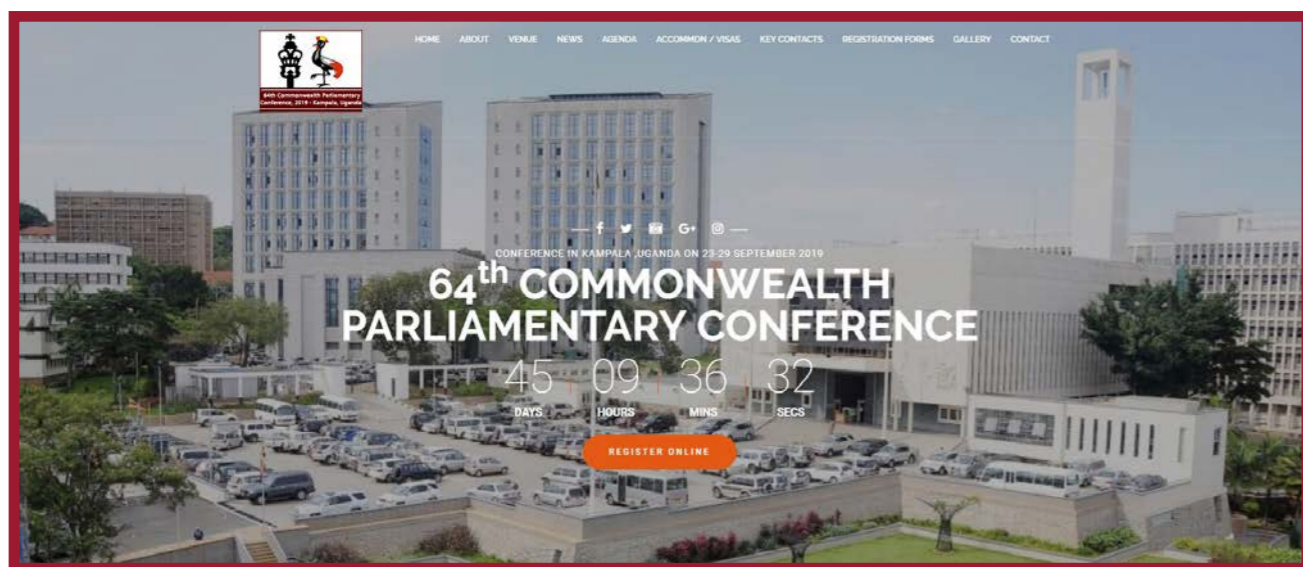 HOME ABOUT VENUE NEWS AGENDA ACCOMMON / VISAS KEY CONTACTS REGISTRATION FORMS GALLERY CONTACT
64th Commonwealth Parliamentary
Conference, 2019 - Kampala, Uganda
CONFERENCE IN KAMPALA ,UGANDA ON 23-29 SEPTEMBER 2019
64th COMMONWEALTH
PARLIAMENTARY CONFERENCE
45 09 36 32
DAYS HOURS MINS SECS
REGISTER ONLINE